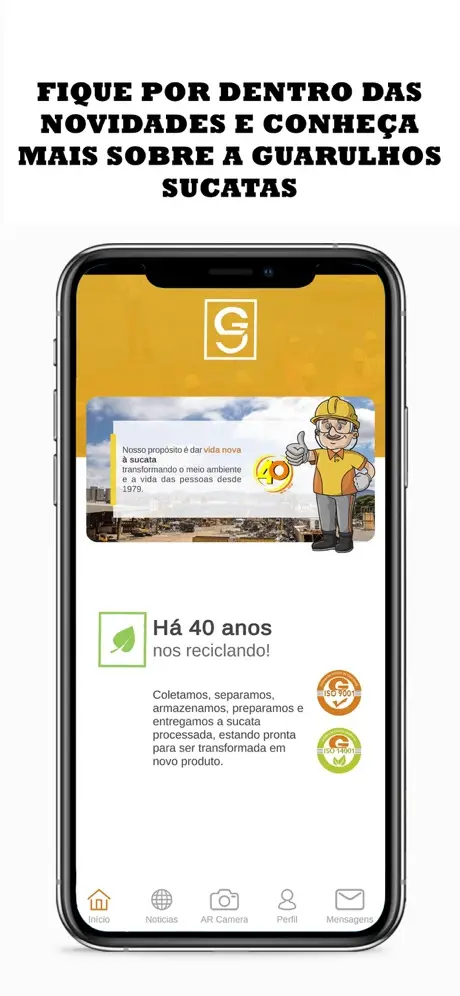 FIQUE POR DENTRO DAS
NOVIDADES E CONHEÇA
MAIS SOBRE A GUARULHOS
SUCATAS
G
Nosso propósito é dar vida nova
à sucata
transformando o meio ambiente
e a vida das pessoas desde
1979.
40
Há 40 anos
nos reciclando!
Coletamos, separamos,
armazenamos, preparamos e
entregamos a sucata
processada, estando pronta
para ser transformada em
novo produto.
G
ISO 9001
G
ISO 14001
Início
Noticias
AR Camera
Perfil
Mensagens